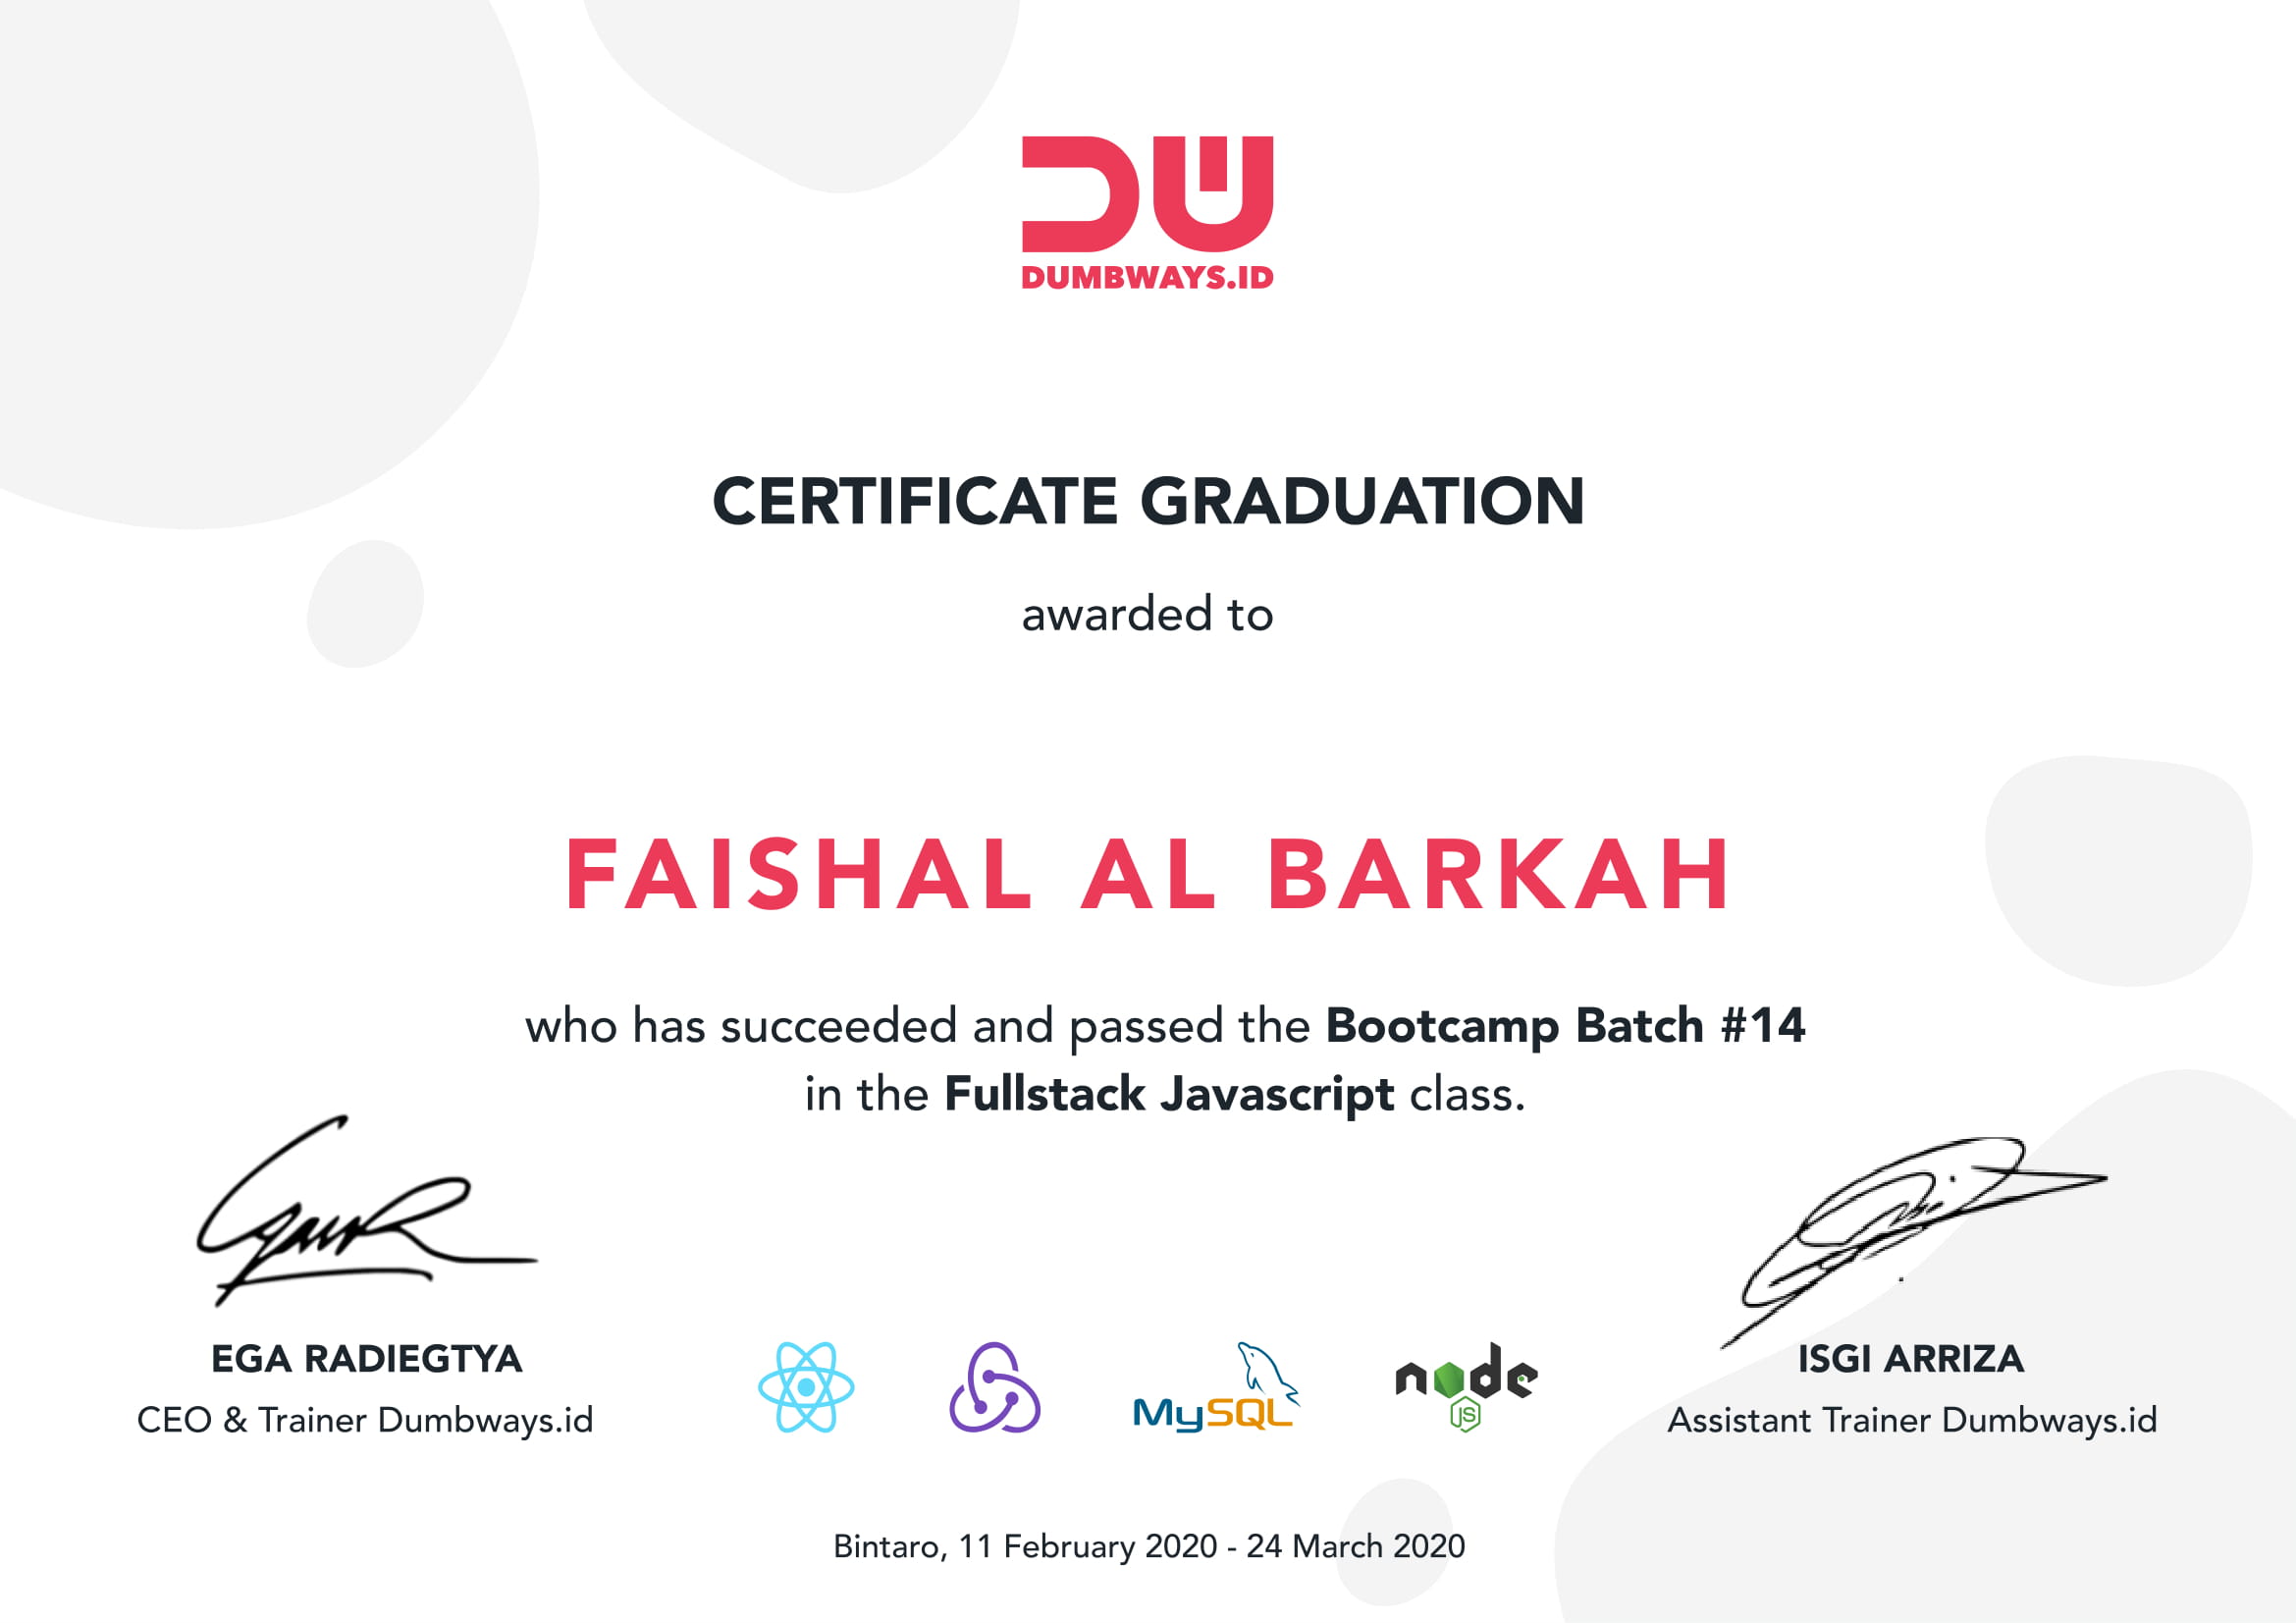 DW
DUMBWAYS.ID
CERTIFICATE GRADUATION
awarded to
FAISHAL AL BARKAH
who has succeeded and passed the Bootcamp Batch #14
in the Fullstack Javascript class.
EGA RADIEGTYA
CEO & Trainer Dumbways.id
MySQL
node
JS
ISGI ARRIZA
Assistant Trainer Dumbways.id
Bintaro, 11 February 2020 - 24 March 2020